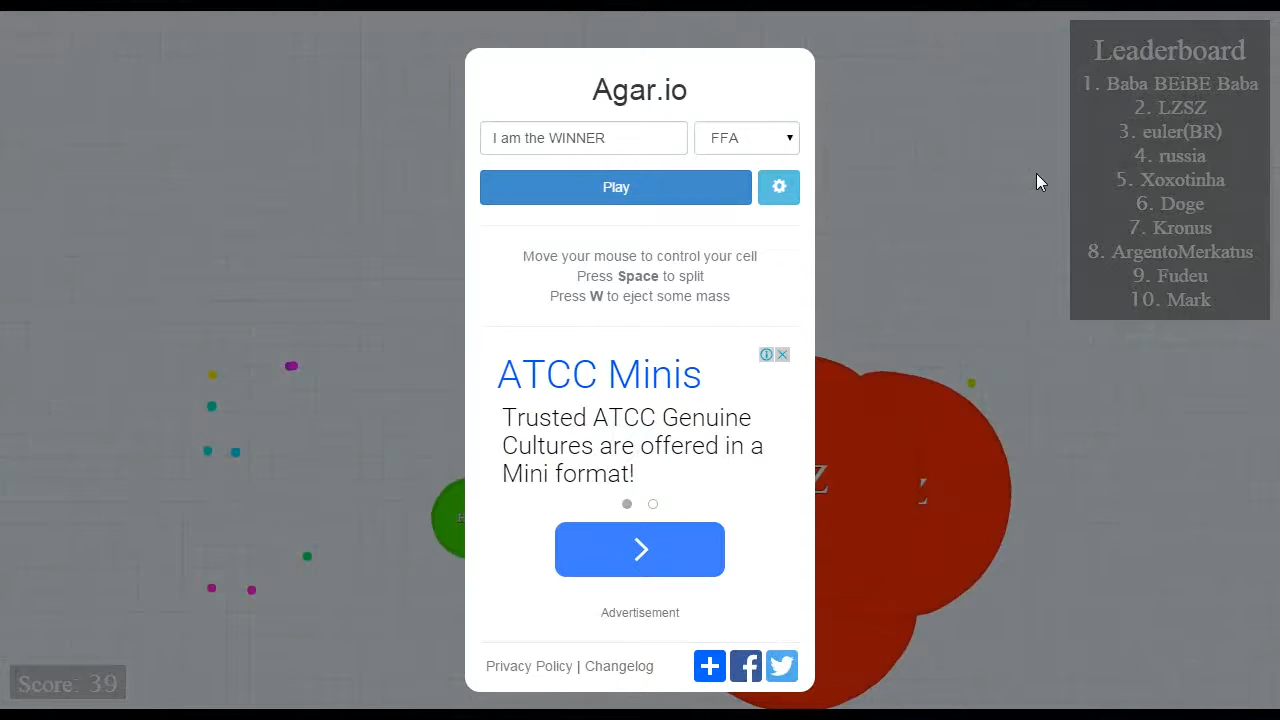 Agar.io
I am the WINNER
FFA
Play
Move your mouse to control your cell
Press Space to split
Press W to eject some mass
ATCC Minis
Trusted ATCC Genuine
Cultures are offered in a
Mini format!
Advertisement
Privacy Policy | Changelog
Leaderboard
1. Baba BEiBE Baba
2. LZSZ
3. euler(BR)
4. russia
5. Xoxotinha
6. Doge
7. Kronus
8. ArgentoMerkatus
9. Fudeu
10. Mark
Z
Score: 39